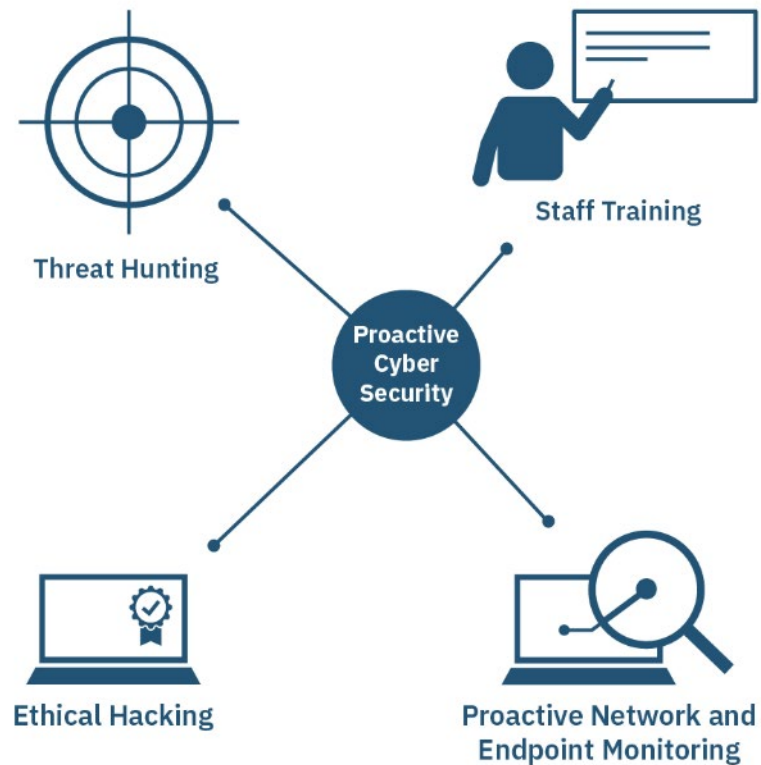 Staff Training
Threat Hunting
Proactive
Cyber
Security
Ethical Hacking
Proactive Network and
Endpoint Monitoring